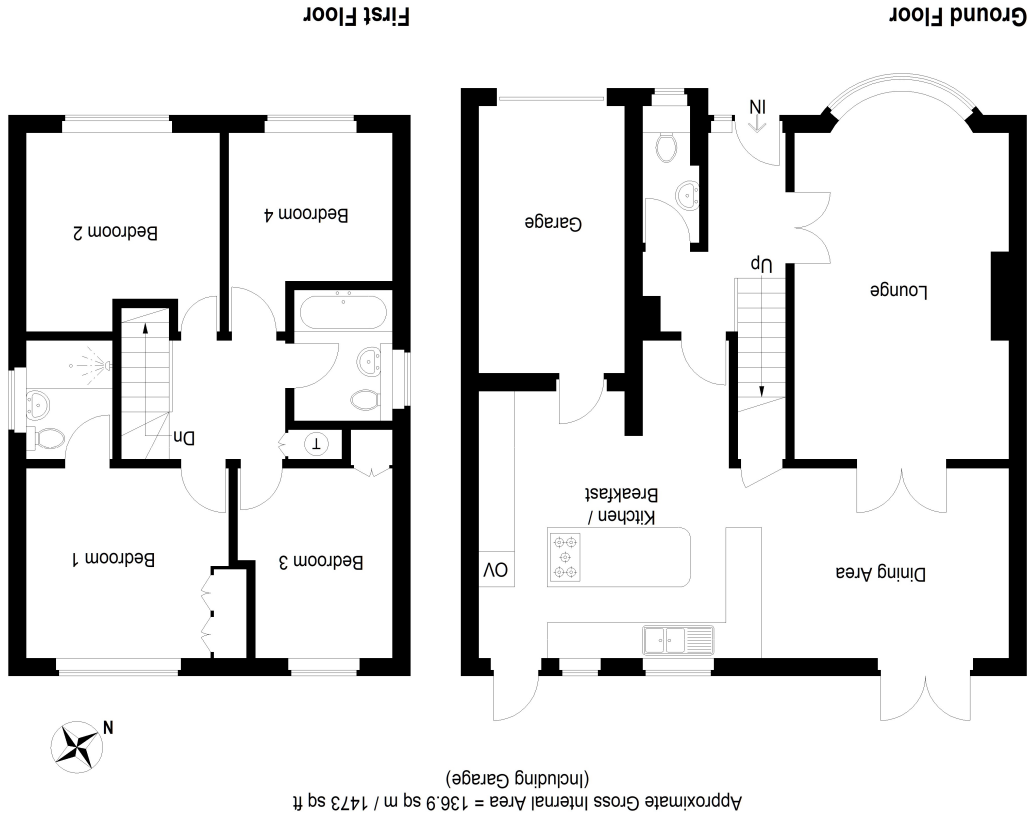 Approximate Gross Internal Area = 136.9 sq m / 1473 sq ft
(Including Garage)
N
Dining Area
OV
Kitchen /
Breakfast
Lounge
Up
Garage
IN
Ground Floor
Bedroom 3
Bedroom 1
T
Dn
Bedroom 4
Bedroom 2
First Floor